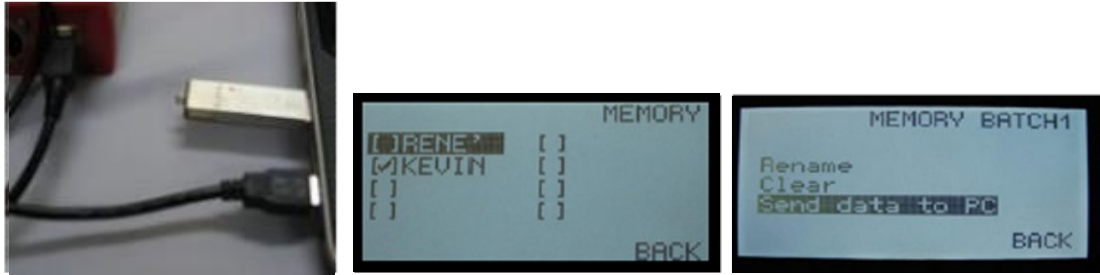 MEMORY
[ ]RENE' [ ]
[✓]KEVIN [ ]
[ ] [ ]
[ ] [ ]
BACK
MEMORY BATCH1
Rename
Clear
Send data to PC
BACK